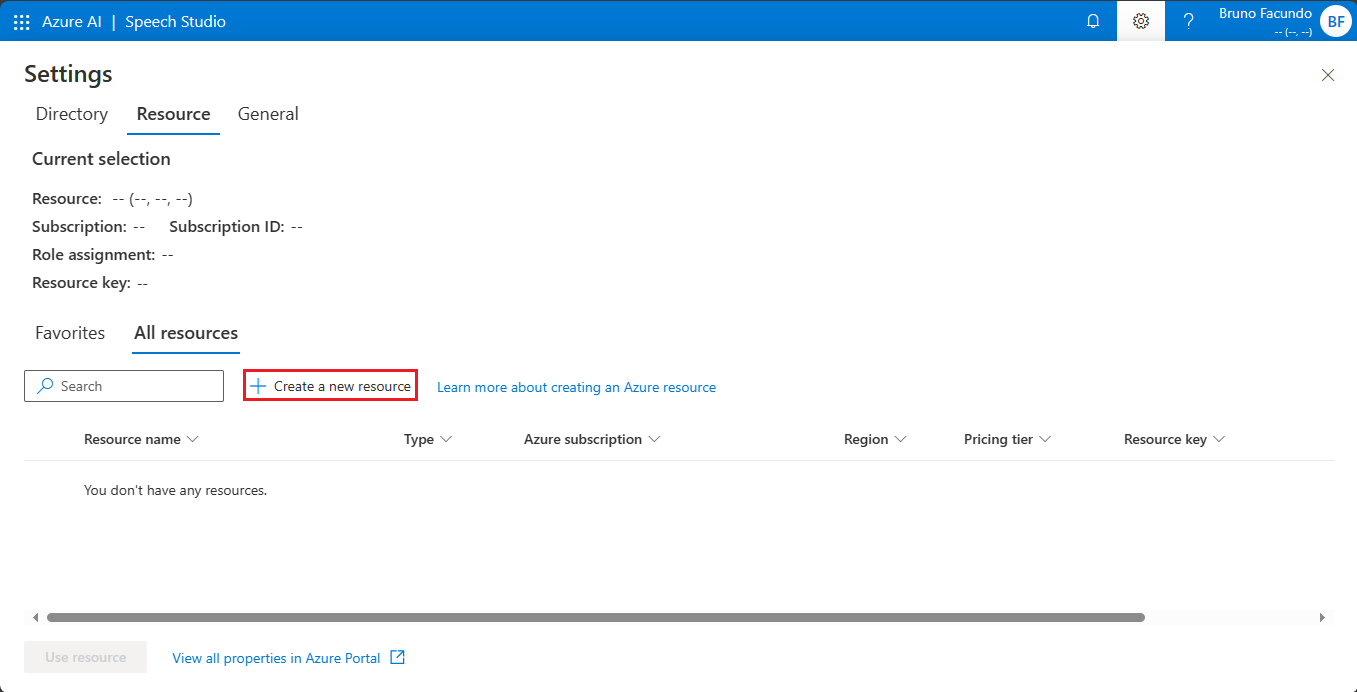 Azure AI | Speech Studio
Bruno Facundo
-- (--, --)
BF
Settings
Directory Resource General
Current selection
Resource: -- (--, --, --)
Subscription: -- Subscription ID: --
Role assignment: --
Resource key: --
Favorites All resources
Search Create a new resource Learn more about creating an Azure resource
Resource name Type Azure subscription Region Pricing tier Resource key
You don't have any resources.
Use resource View all properties in Azure Portal